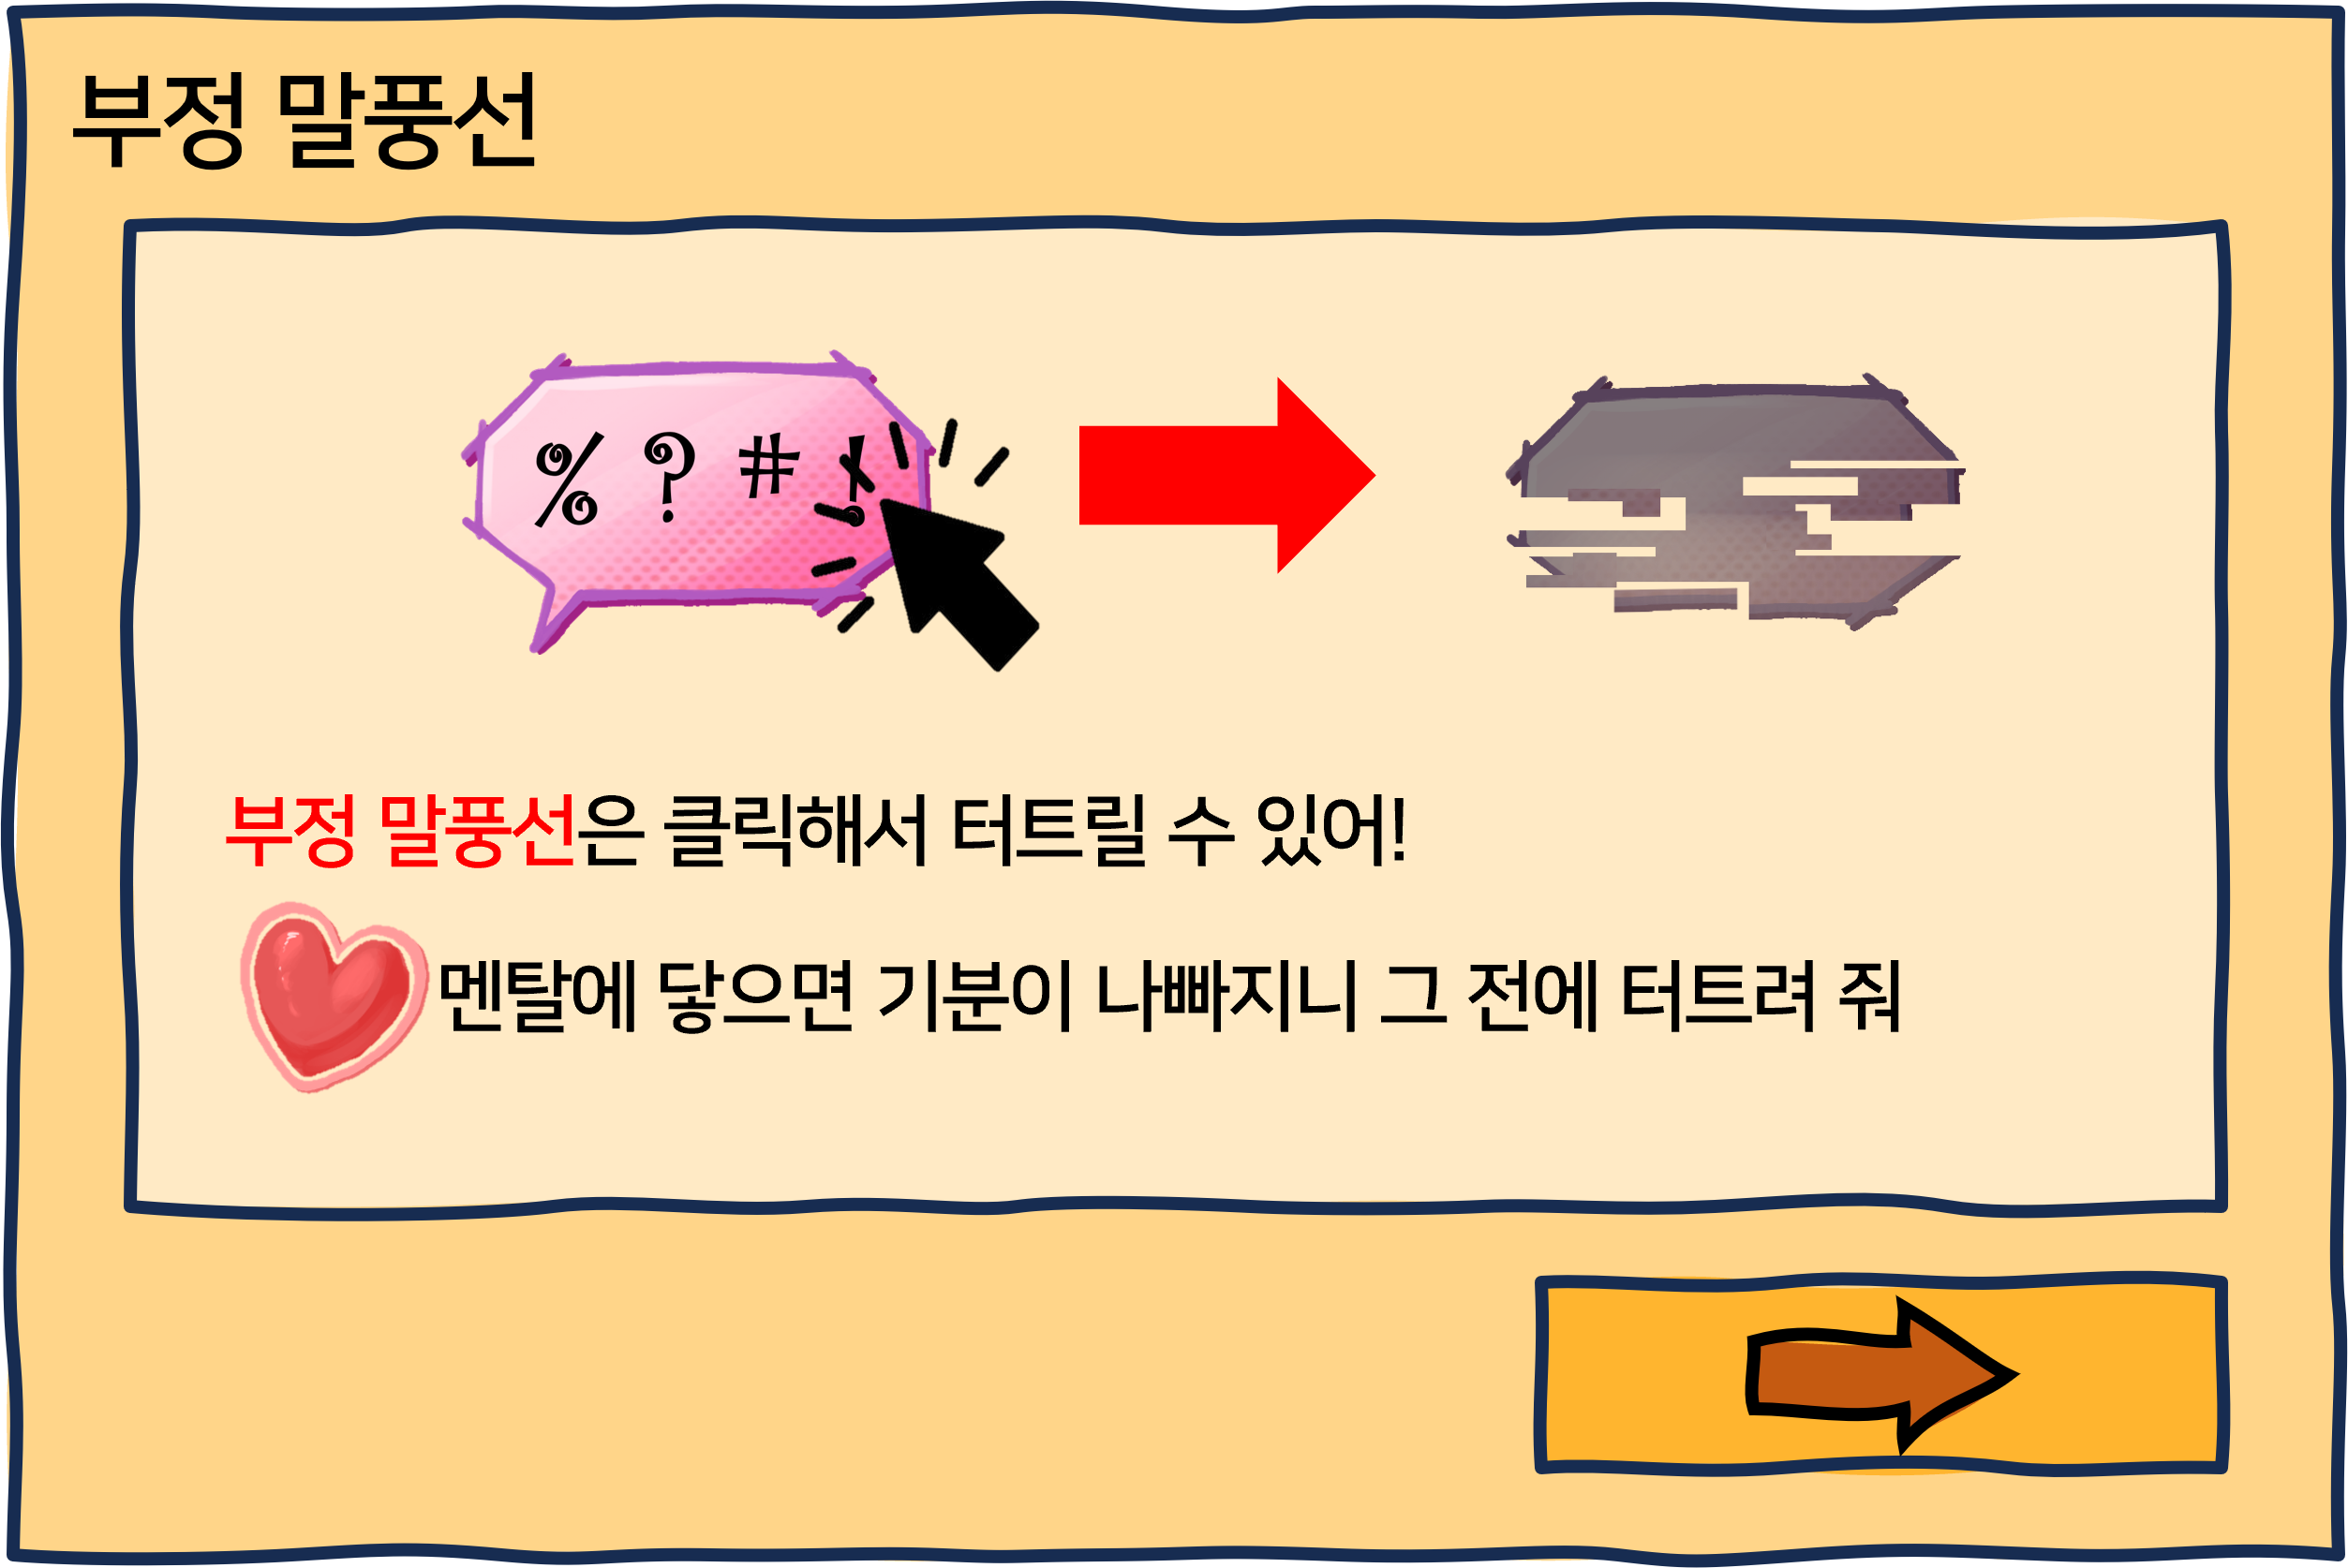 부정 말풍선
% ? # !
부정 말풍선은 클릭해서 터트릴 수 있어!
멘탈에 닿으면 기분이 나빠지니 그 전에 터트려 줘